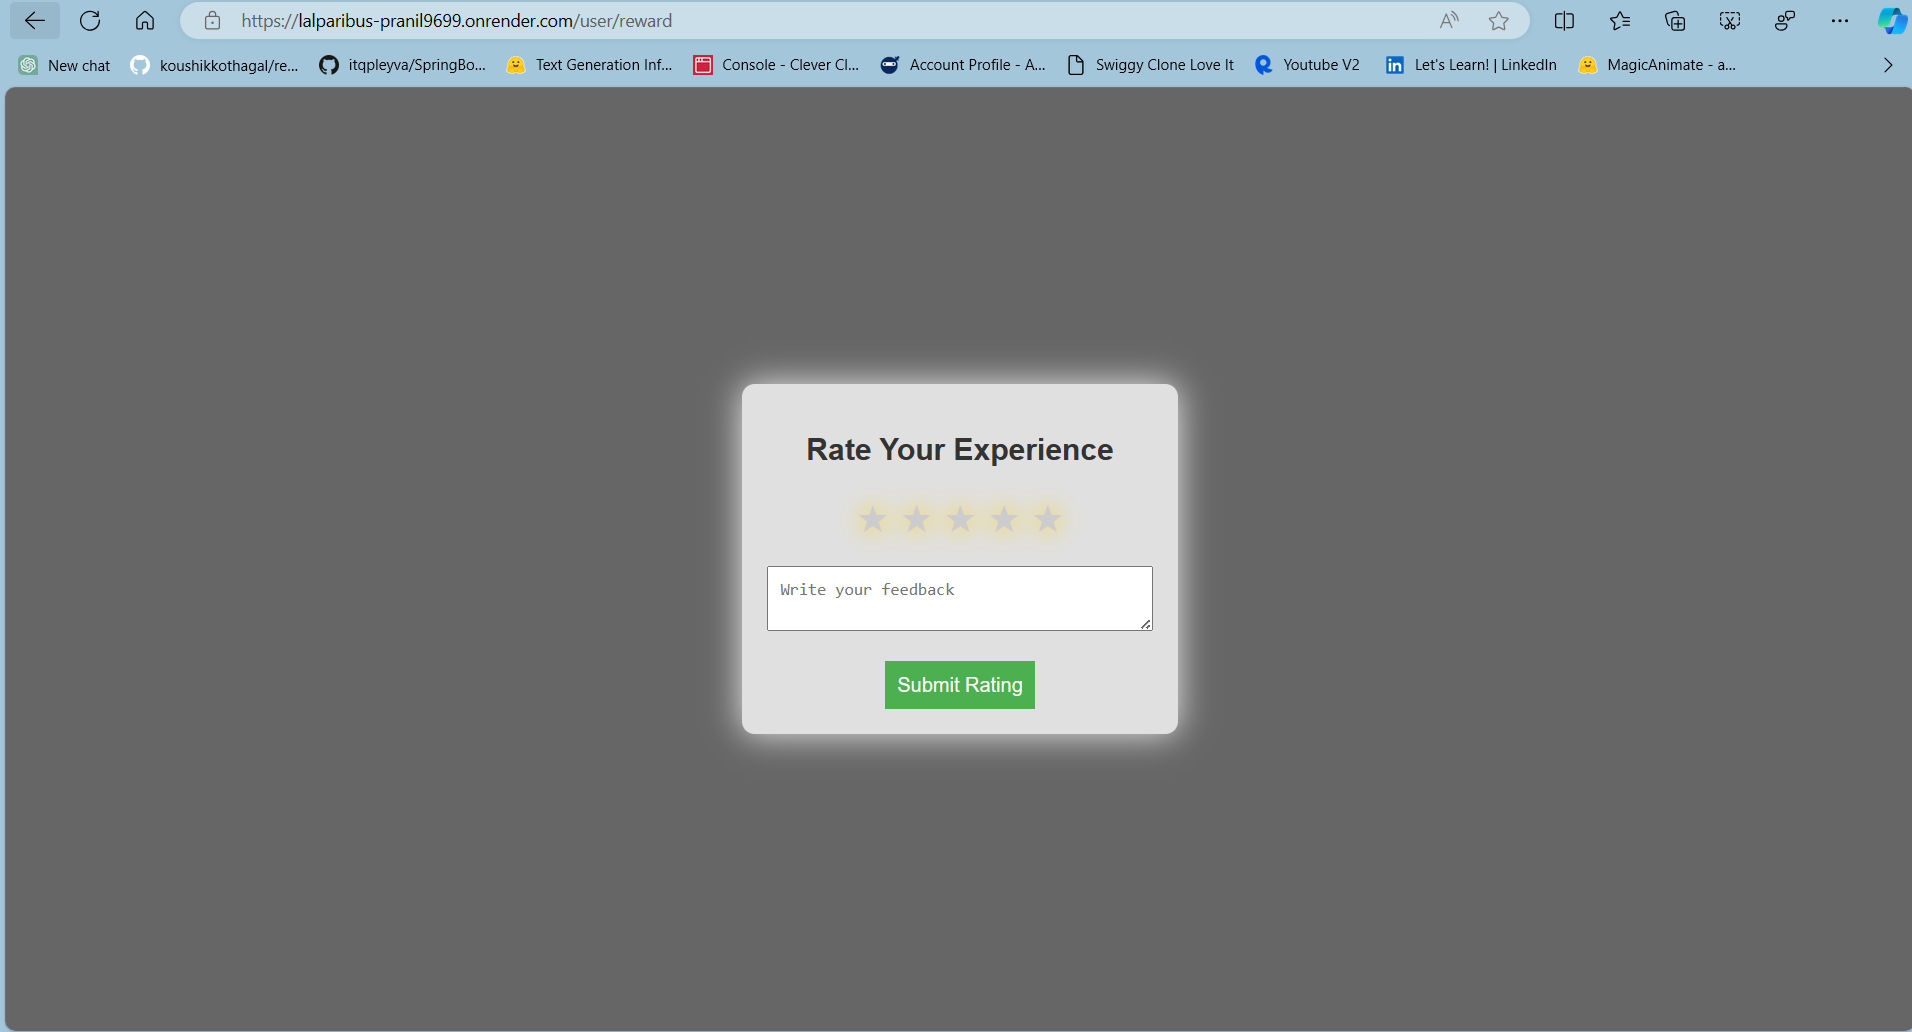 https://lalparibus-pranil9699.onrender.com/user/reward
New chat koushikkothagal/re... itqpleyva/SpringBo... Text Generation Inf... Console - Clever Cl... Account Profile - A... Swiggy Clone Love It Youtube V2 Let's Learn! | LinkedIn MagicAnimate - a...
Rate Your Experience
Write your feedback
Submit Rating